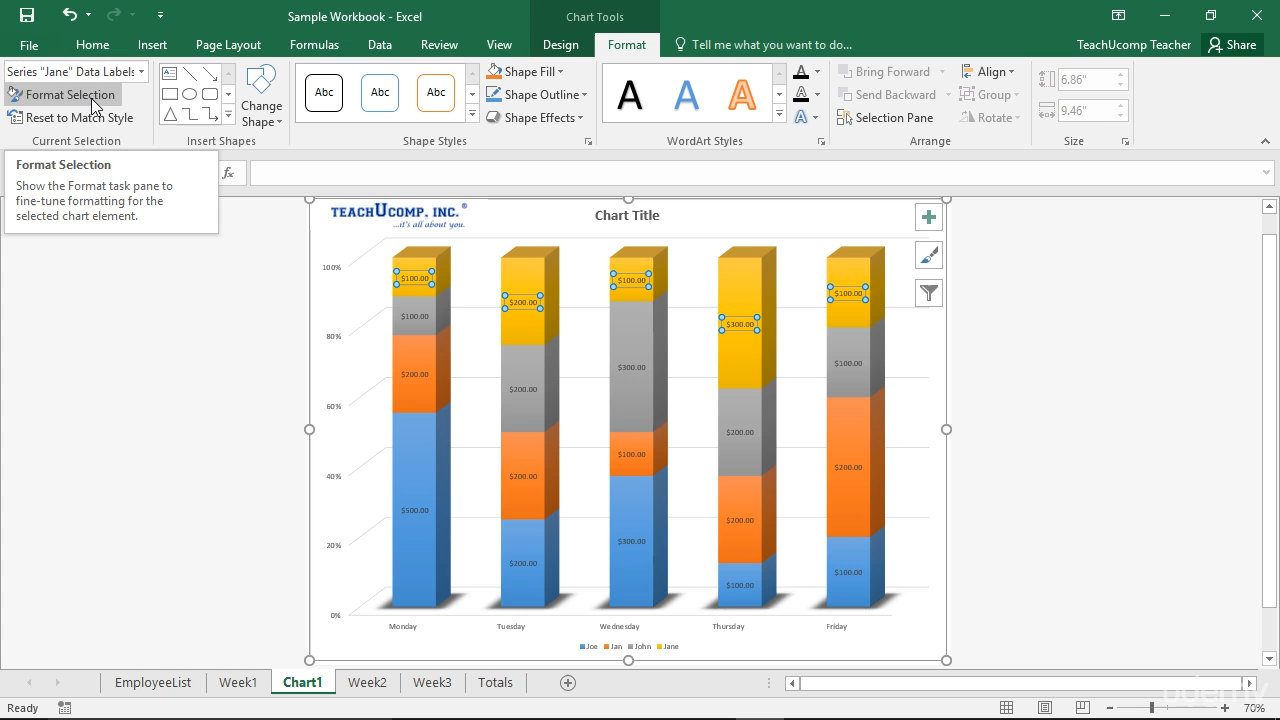 Sample Workbook - Excel
Chart Tools
File Home Insert Page Layout Formulas Data Review View Design Format Tell me what you want to do... TeachUcomp Teacher Share
Series "Jane" Data Labels
Format Selection
Reset to Match Style
Current Selection
Change
Shape
Insert Shapes
Abc Abc Abc
Shape Fill
Shape Outline
Shape Effects
Shape Styles
A A A
A
A
A
WordArt Styles
Bring Forward
Send Backward
Selection Pane
Align
Group
Rotate
Arrange
6.86"
9.46"
Size
Format Selection
Show the Format task pane to
fine-tune formatting for the
selected chart element.
fx
TEACHUCOMP, INC.®
...it's all about you.
Chart Title
100%
80%
60%
40%
20%
0%
$100.00 $200.00 $100.00 $300.00 $100.00
$100.00 $200.00 $300.00 $200.00 $100.00
$200.00 $200.00 $100.00 $200.00 $200.00
$500.00 $200.00 $300.00 $100.00 $100.00
Monday Tuesday Wednesday Thursday Friday
Joe Jan John Jane
EmployeeList Week1 Chart1 Week2 Week3 Totals
Ready
70%
udemy